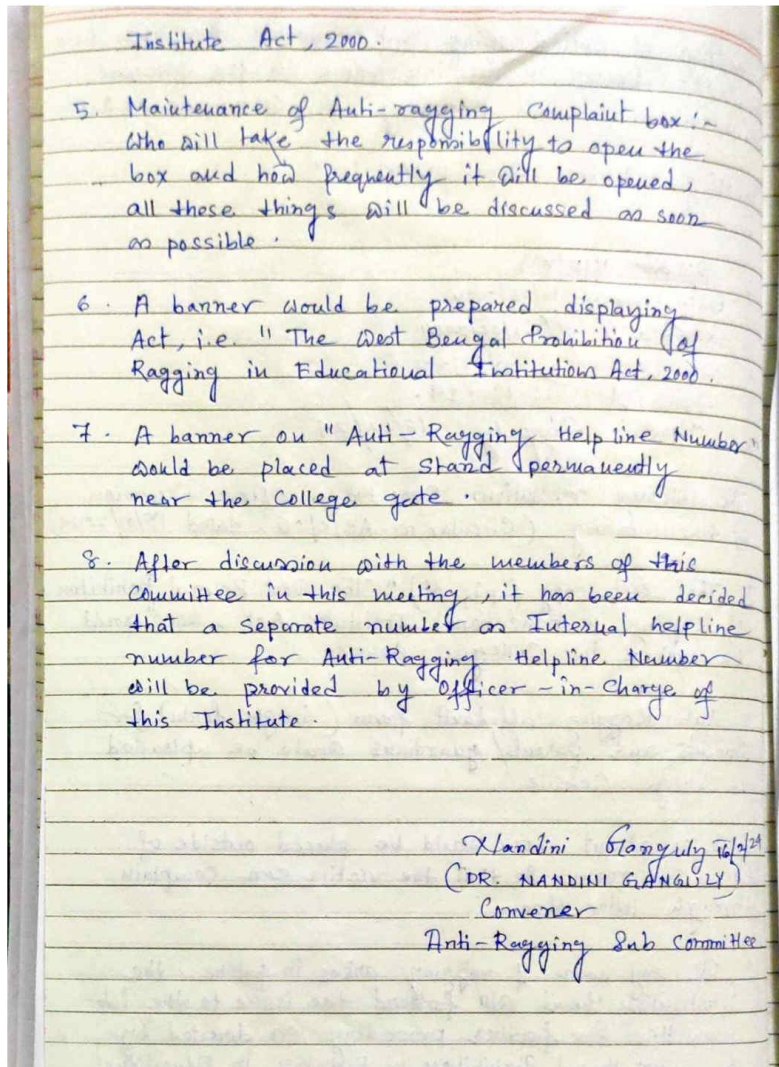 Institute Act, 2000.
5. Maintenance of Anti-ragging Complaint box :-
Who will take the responsibility to open the
box and how frequently it will be opened,
all these things will be discussed as soon
as possible.
6. A banner would be prepared displaying
Act, i.e. "The West Bengal Prohibition of
Ragging in Educational Institutions Act, 2000.
7. A banner on "Anti-Ragging Help line Number"
would be placed at stand permanently
near the College gate.
8. After discussion with the members of this
committee in this meeting, it has been decided
that a separate number as Internal helpline
number for Anti-Ragging Helpline Number
will be provided by Officer-in-Charge of
this Institute.
Nandini Ganguly 16/2/24
(DR. NANDINI GANGULY)
Convener
Anti-Ragging Sub Committee